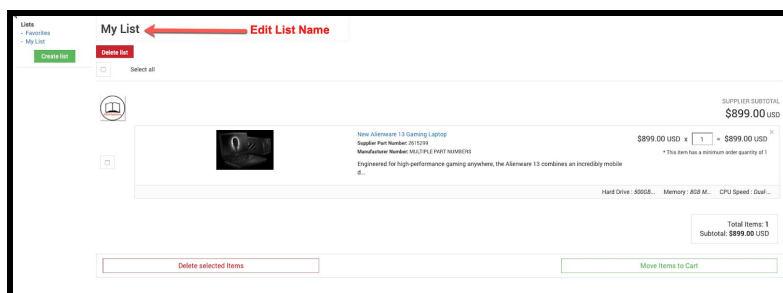 Lists
- Favorites
- My List
Create list
My List
Edit List Name
Delete list
Select all
SUPPLIER SUBTOTAL
$899.00 USD
New Alienware 13 Gaming Laptop
Supplier Part Number: 2615299
Manufacturer Number: MULTIPLE PART NUMBERS
Engineered for high-performance gaming anywhere, the Alienware 13 combines an incredibly mobile
d...
$899.00 USD x 1 = $899.00 USD ×
* This item has a minimum order quantity of 1
Hard Drive : 500GB... Memory : 8GB M... CPU Speed : Dual-...
Total Items: 1
Subtotal: $899.00 USD
Delete selected Items
Move Items to Cart